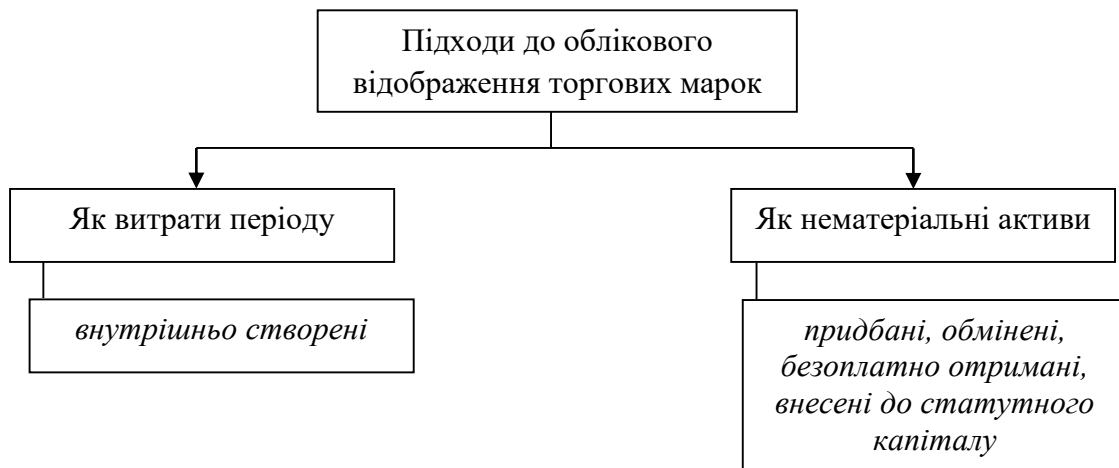 Підходи до облікового
відображення торгових марок
Як витрати періоду
Як нематеріальні активи
внутрішньо створені
придбані, обмінені,
безоплатно отримані,
внесені до статутного
капіталу